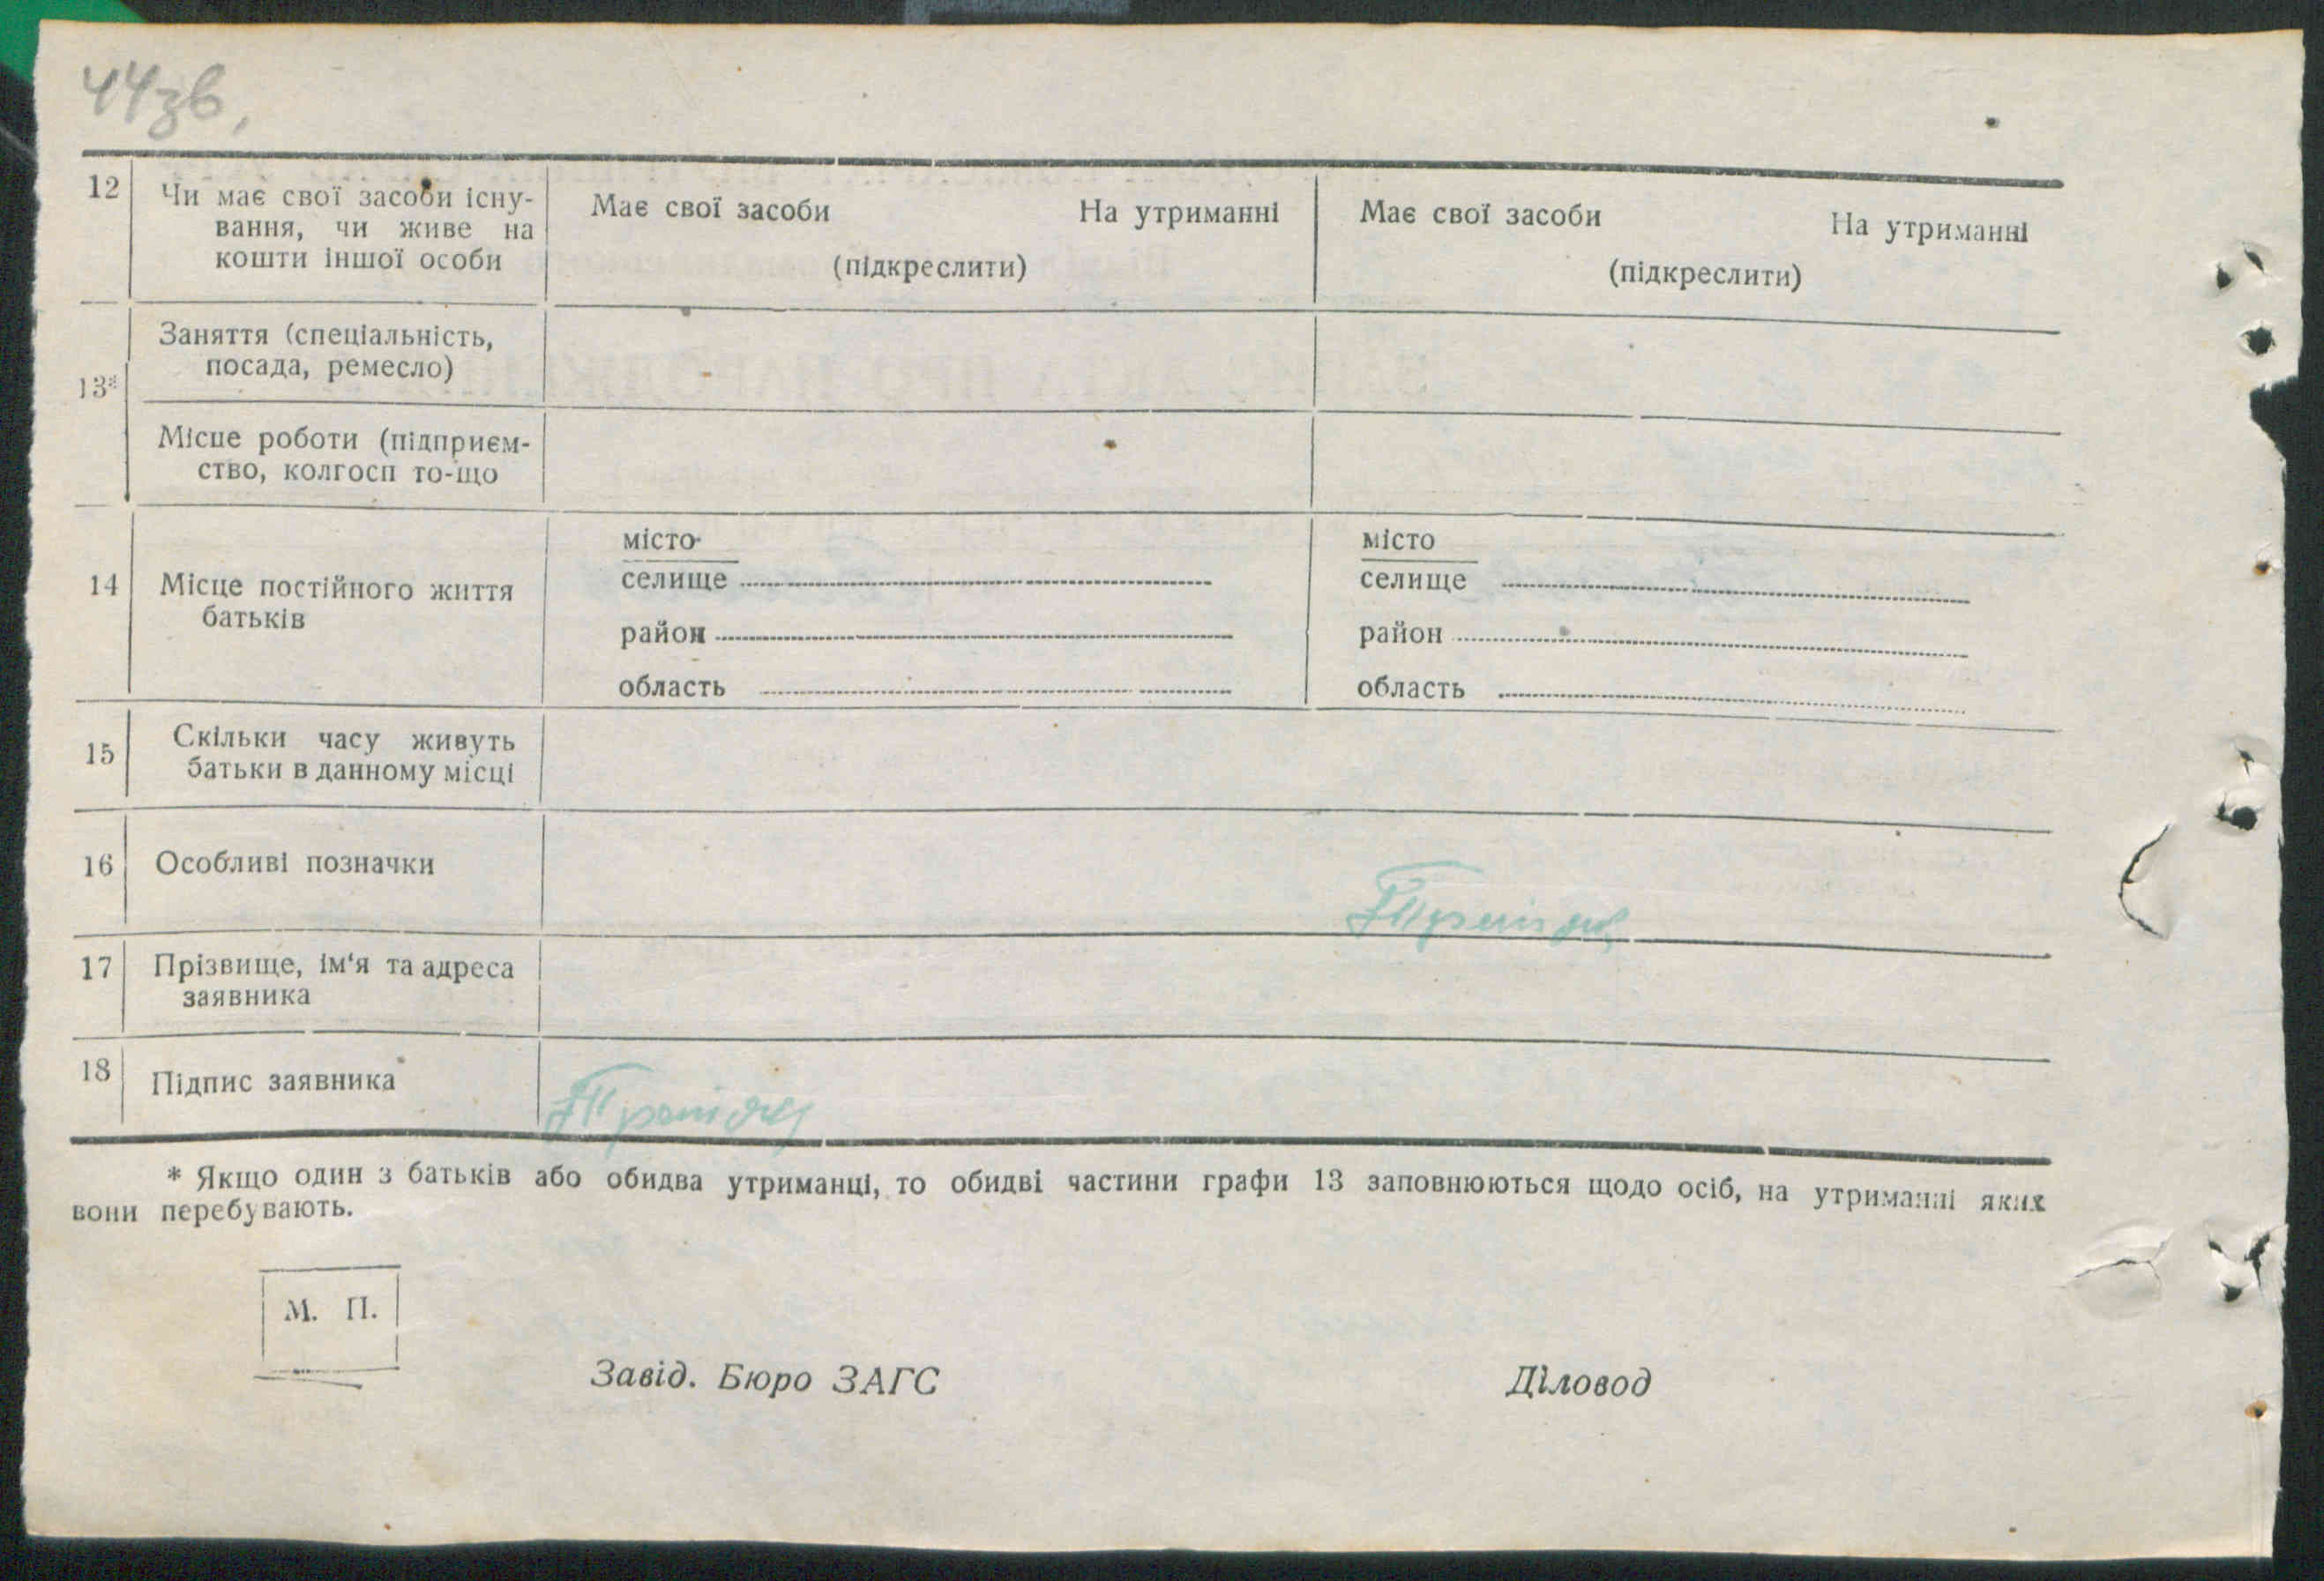 44зв.
12 Чи має свої засоби існу- Має свої засоби На утриманні Має свої засоби На утриманні
вання, чи живе на
кошти іншої особи (підкреслити) (підкреслити)
Заняття (спеціальність,
посада, ремесло)
13*
Місце роботи (підприєм-
ство, колгосп то-що
місто місто
14 Місце постійного життя селище селище
батьків
район район
область область
15 Скільки часу живуть
батьки в данному місці
16 Особливі позначки
17 Прізвище, ім'я та адреса
заявника
18 Підпис заявника
* Якщо один з батьків або обидва утриманці, то обидві частини графи 13 заповнюються щодо осіб, на утриманні яких
вони перебувають.
М. П.
Завід. Бюро ЗАГС Діловод